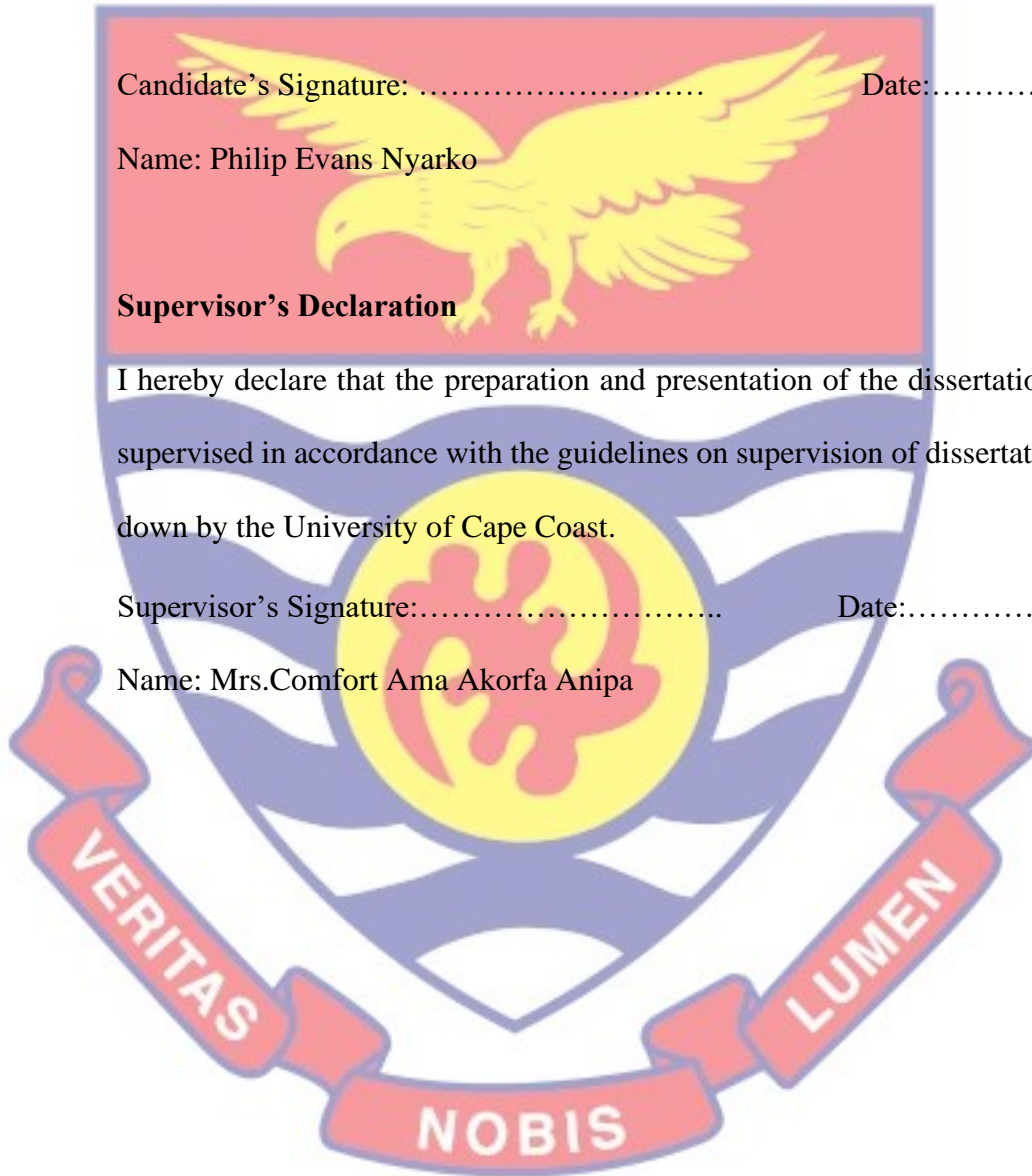 Candidate’s Signature: ……………………… Date:………
Name: Philip Evans Nyarko
Supervisor’s Declaration
I hereby declare that the preparation and presentation of the
supervised in accordance with the guidelines on supervision of
down by the University of Cape Coast.
Supervisor’s Signature:……………………….. Date:…………
Name: Mrs.Comfort Ama Akorfa Anipa
VERITAS
NOBIS
LUMEN